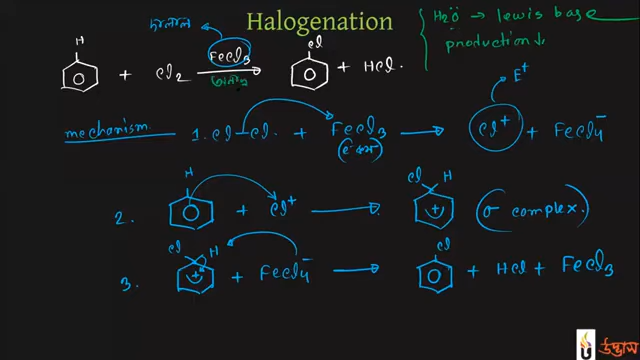 Halogenation
H₂Ö → lewis base
production ↓
দালাল
H Cl
FeCl₃
+ Cl₂ → + HCl.
mechanism
E⁺
1. Cl-Cl + FeCl₃ → Cl⁺ + FeCl₄⁻
H Cl H
2. + Cl⁺ → + (σ complex.)
Cl H Cl
3. + + FeCl₄⁻ → + HCl + FeCl₃
U উদ্ভাস